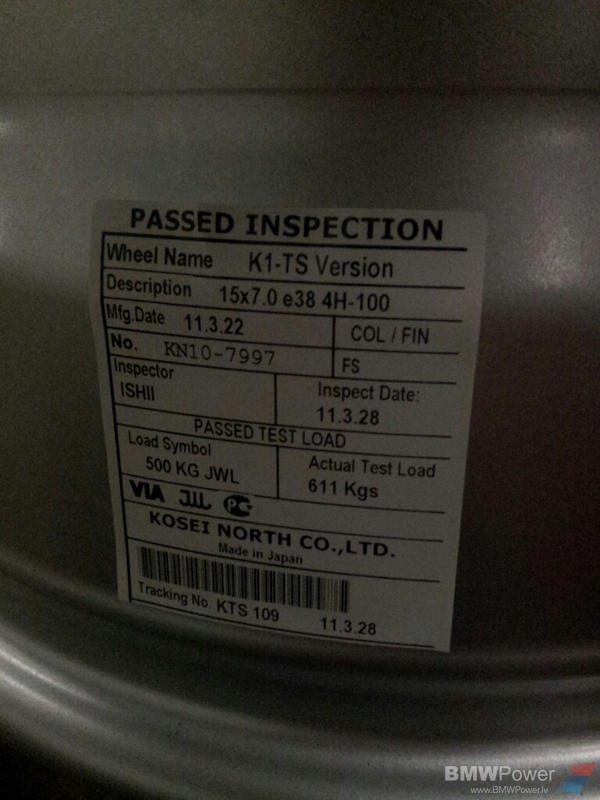 PASSED INSPECTION
Wheel Name K1-TS Version
Description 15x7.0 e38 4H-100
Mfg.Date 11.3.22 COL / FIN
No. KN10-7997 FS
Inspector Inspect Date:
ISHII 11.3.28
PASSED TEST LOAD
Load Symbol Actual Test Load
500 KG JWL 611 Kgs
VIA JWL PC
KOSEI NORTH CO.,LTD.
Made in Japan
Tracking No KTS 109 11.3.28
BMWPower
www.BMWPower.lv